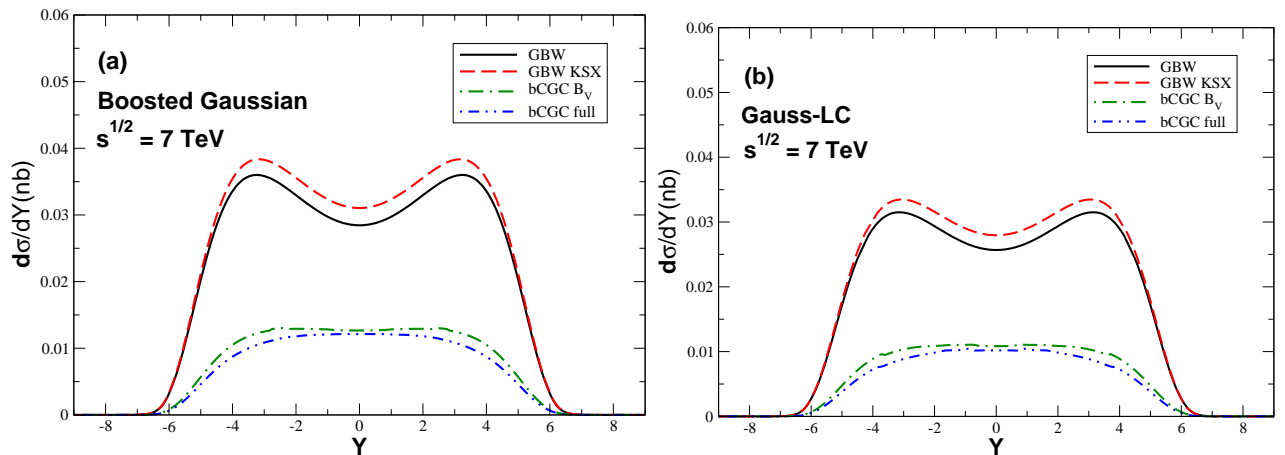 (a)
Boosted Gaussian
s^1/2 = 7 TeV
GBW
GBW KSX
bCGC B_V
bCGC full
dσ/dY(nb)
0.06
0.05
0.04
0.03
0.02
0.01
0
-8 -6 -4 -2 0 2 4 6 8
Y
(b)
Gauss-LC
s^1/2 = 7 TeV
GBW
GBW KSX
bCGC B_V
bCGC full
dσ/dY(nb)
0.06
0.05
0.04
0.03
0.02
0.01
0
-8 -6 -4 -2 0 2 4 6 8
Y